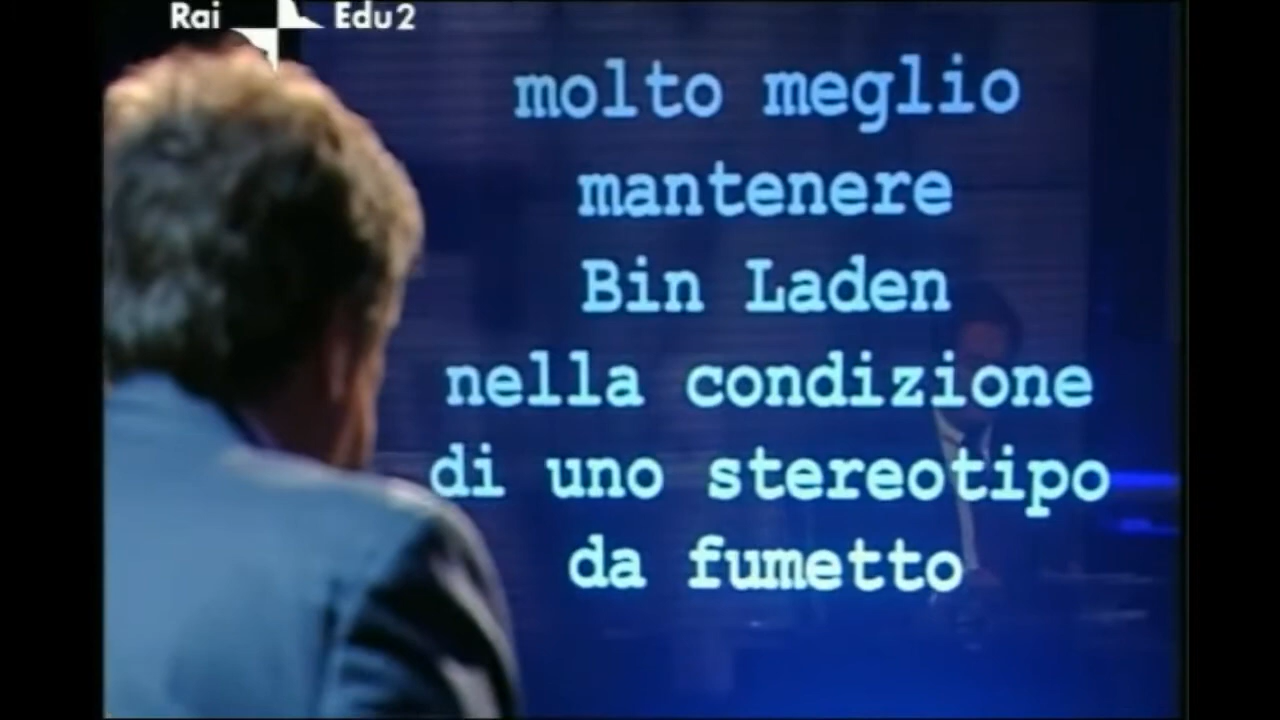 Rai Edu2
molto meglio
mantenere
Bin Laden
nella condizione
di uno stereotipo
da fumetto